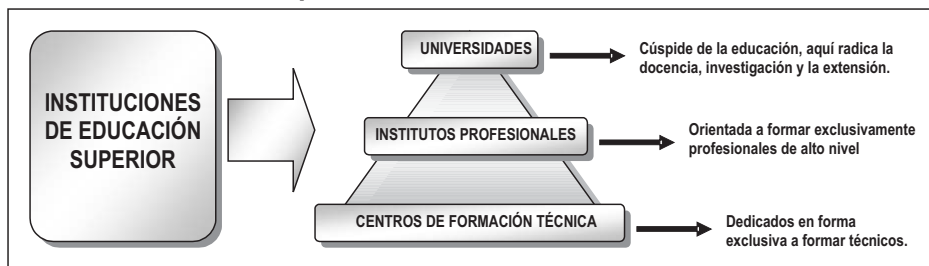 INSTITUCIONES
DE EDUCACIÓN
SUPERIOR
UNIVERSIDADES
Cúspide de la educación, aquí radica la
docencia, investigación y la extensión.
INSTITUTOS PROFESIONALES
Orientada a formar exclusivamente
profesionales de alto nivel
CENTROS DE FORMACIÓN TÉCNICA
Dedicados en forma
exclusiva a formar técnicos.